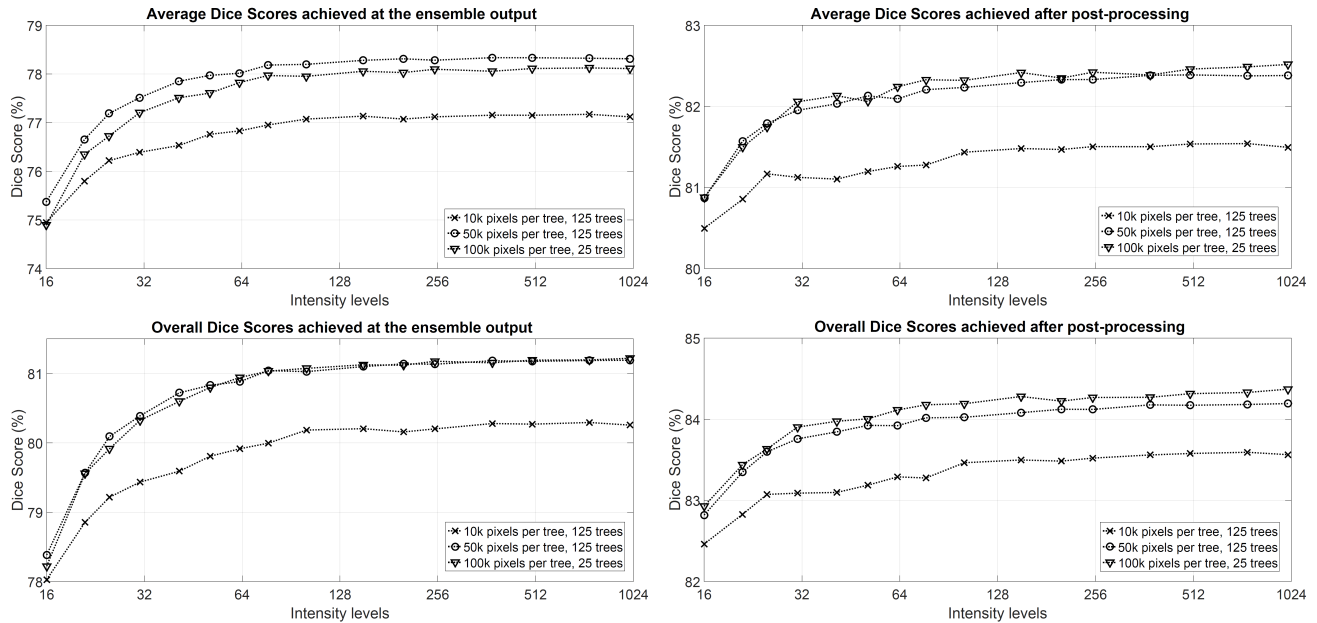 Average Dice Scores achieved at the ensemble output
79
78
77
76
75
74
Dice Score (%)
16 32 64 128 256 512 1024
Intensity levels
10k pixels per tree, 125 trees
50k pixels per tree, 125 trees
100k pixels per tree, 25 trees
Average Dice Scores achieved after post-processing
83
82
81
80
Dice Score (%)
16 32 64 128 256 512 1024
Intensity levels
10k pixels per tree, 125 trees
50k pixels per tree, 125 trees
100k pixels per tree, 25 trees
Overall Dice Scores achieved at the ensemble output
81
80
79
78
Dice Score (%)
16 32 64 128 256 512 1024
Intensity levels
10k pixels per tree, 125 trees
50k pixels per tree, 125 trees
100k pixels per tree, 25 trees
Overall Dice Scores achieved after post-processing
85
84
83
82
Dice Score (%)
16 32 64 128 256 512 1024
Intensity levels
10k pixels per tree, 125 trees
50k pixels per tree, 125 trees
100k pixels per tree, 25 trees